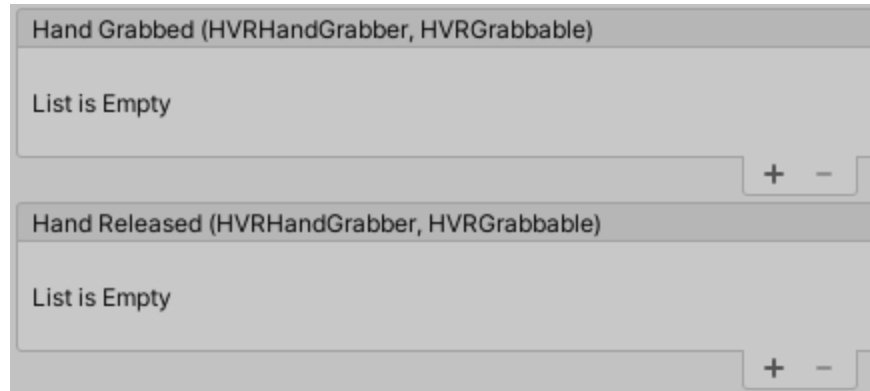 Hand Grabbed (HVRHandGrabber, HVRGrabbable)
List is Empty
+ −
Hand Released (HVRHandGrabber, HVRGrabbable)
List is Empty
+ −